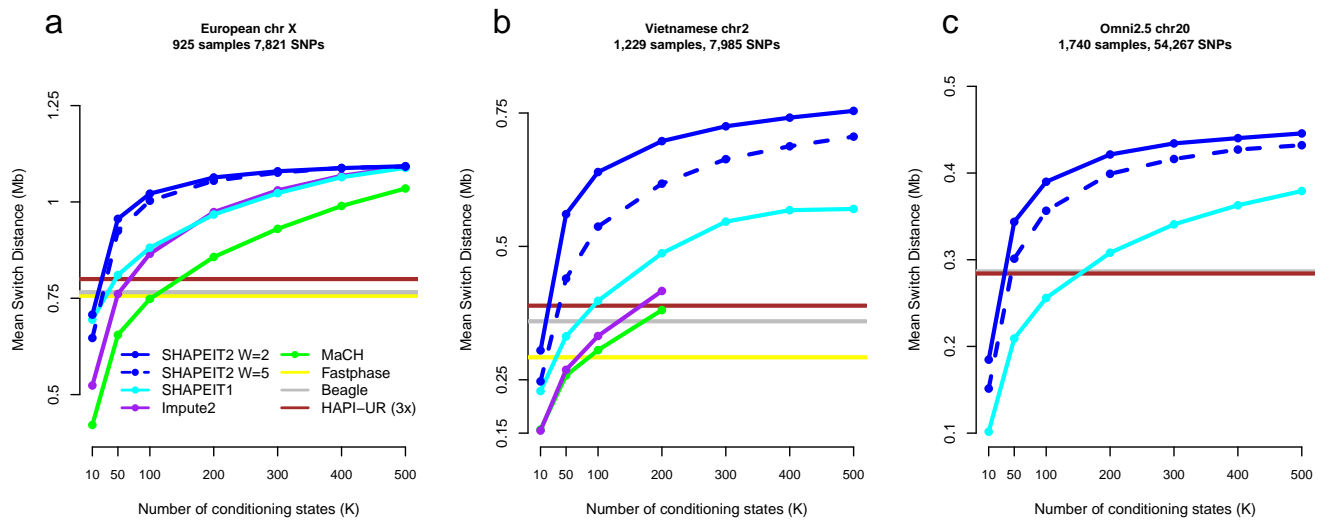 a
European chr X
925 samples 7,821 SNPs
Mean Switch Distance (Mb)
1.25
1
0.75
0.5
SHAPEIT2 W=2
SHAPEIT2 W=5
SHAPEIT1
Impute2
MaCH
Fastphase
Beagle
HAPI−UR (3x)
10 50 100 200 300 400 500
Number of conditioning states (K)
b
Vietnamese chr2
1,229 samples, 7,985 SNPs
Mean Switch Distance (Mb)
0.75
0.5
0.25
0.15
10 50 100 200 300 400 500
Number of conditioning states (K)
c
Omni2.5 chr20
1,740 samples, 54,267 SNPs
Mean Switch Distance (Mb)
0.5
0.4
0.3
0.2
0.1
10 50 100 200 300 400 500
Number of conditioning states (K)